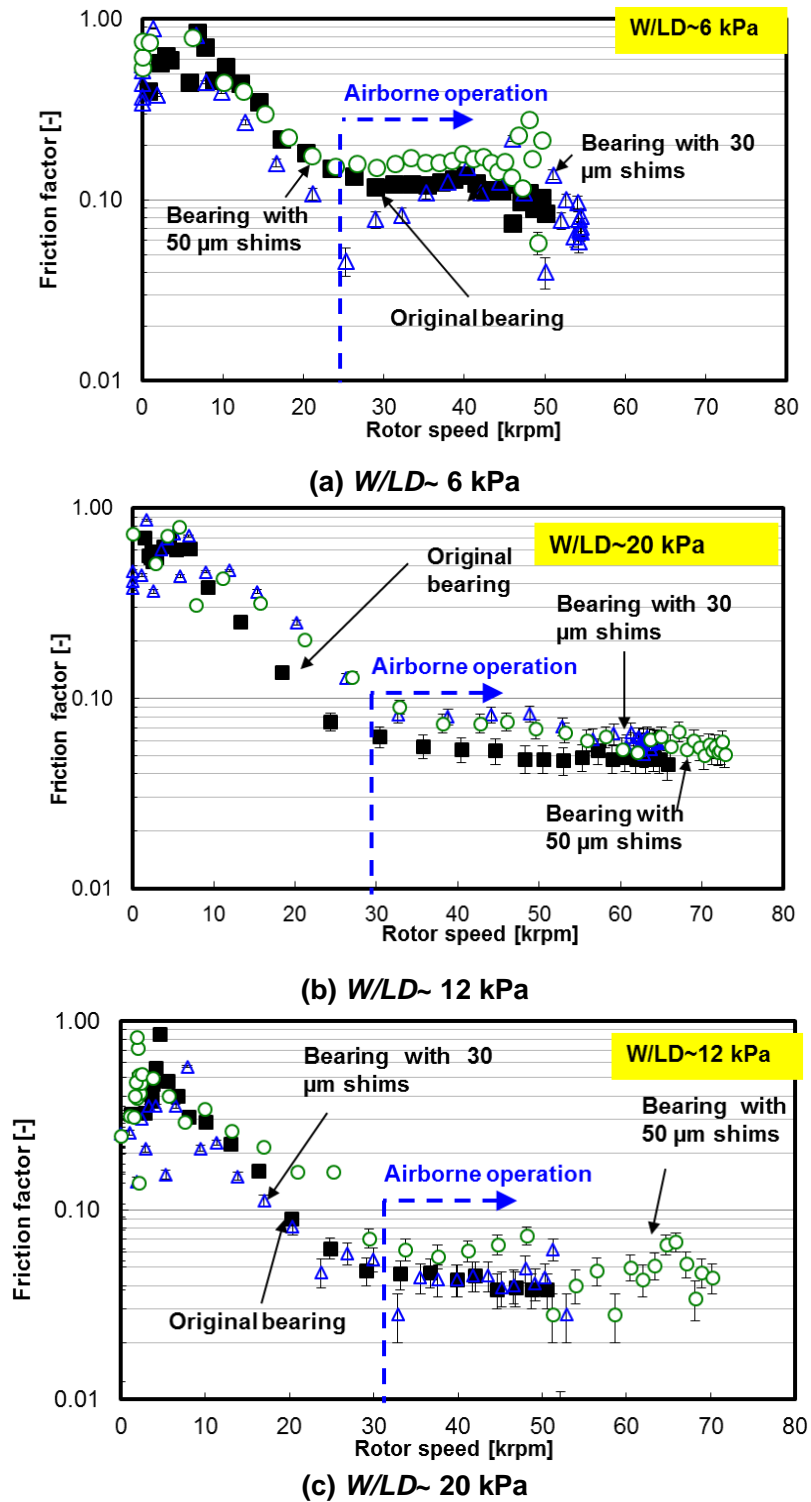 W/LD~6 kPa
1.00
0.10
0.01
Friction factor [-]
Airborne operation
Bearing with 30
µm shims
Bearing with
50 µm shims
Original bearing
0 10 20 30 40 50 60 70 80
Rotor speed [krpm]
(a) W/LD~ 6 kPa
W/LD~20 kPa
1.00
0.10
0.01
Friction factor [-]
Original
bearing
Bearing with 30
µm shims
Airborne operation
Bearing with
50 µm shims
0 10 20 30 40 50 60 70 80
Rotor speed [krpm]
(b) W/LD~ 12 kPa
W/LD~12 kPa
1.00
0.10
0.01
Friction factor [-]
Bearing with 30
µm shims
Bearing with
50 µm shims
Airborne operation
Original bearing
0 10 20 30 40 50 60 70 80
Rotor speed [krpm]
(c) W/LD~ 20 kPa